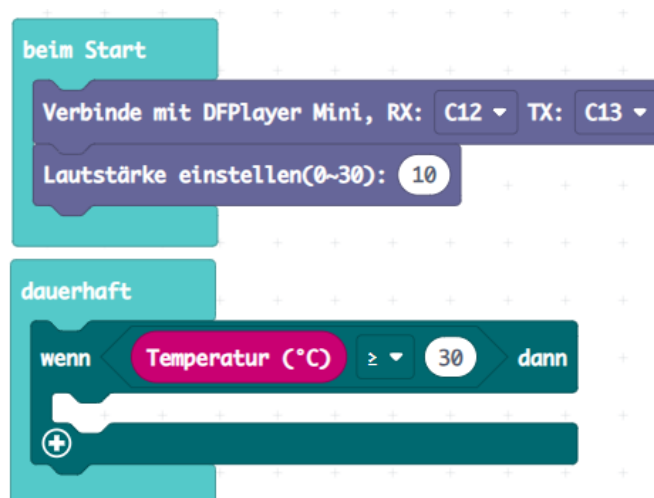 beim Start
Verbinde mit DFPlayer Mini, RX: C12 TX: C13
Lautstärke einstellen(0~30): 10
dauerhaft
wenn Temperatur (°C) ≥ 30 dann